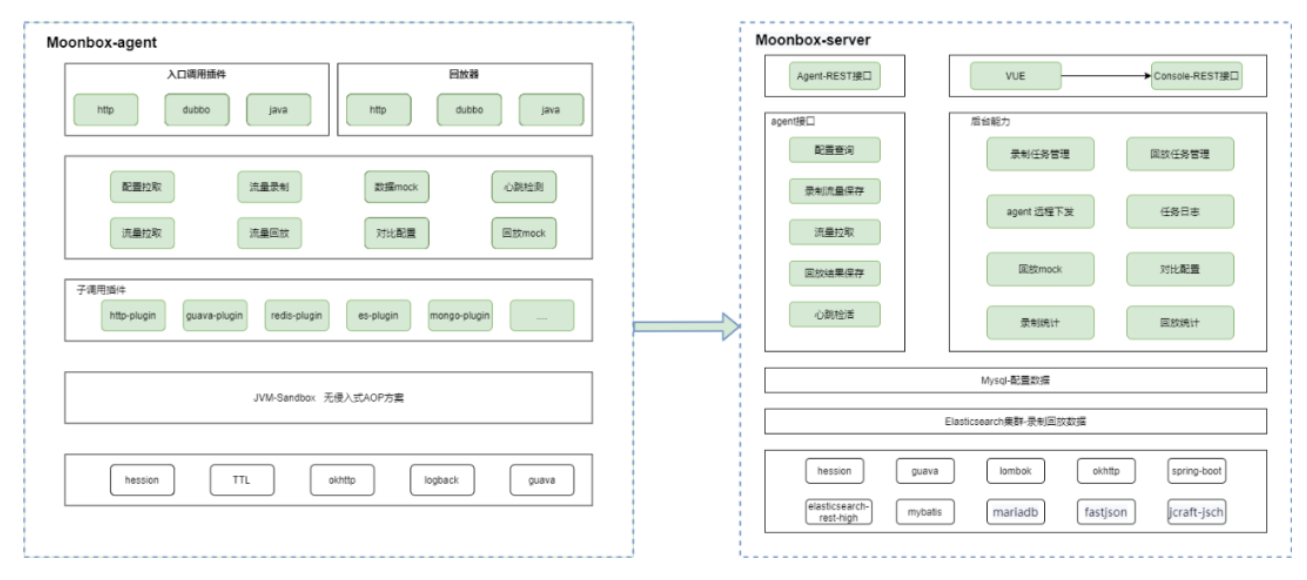 Moonbox-agent
入口调用插件
http
dubbo
java
回放器
http
dubbo
java
配置拉取
流量录制
数据mock
心跳检测
流量拉取
流量回放
对比配置
回放mock
子调用插件
http-plugin
guava-plugin
redis-plugin
es-plugin
mongo-plugin
....
JVM-Sandbox 无侵入式AOP方案
hession
TTL
okhttp
logback
guava
Moonbox-server
Agent-REST接口
VUE
Console-REST接口
agent接口
配置查询
录制流量保存
流量拉取
回放结果保存
心跳检活
后台能力
录制任务管理
回放任务管理
agent 远程下发
任务日志
回放mock
对比配置
录制统计
回放统计
Mysql-配置数据
Elasticsearch集群-录制回放数据
hession
guava
lombok
okhttp
spring-boot
elasticsearch-
rest-high
mybatis
mariadb
fastjson
jcraft-jsch